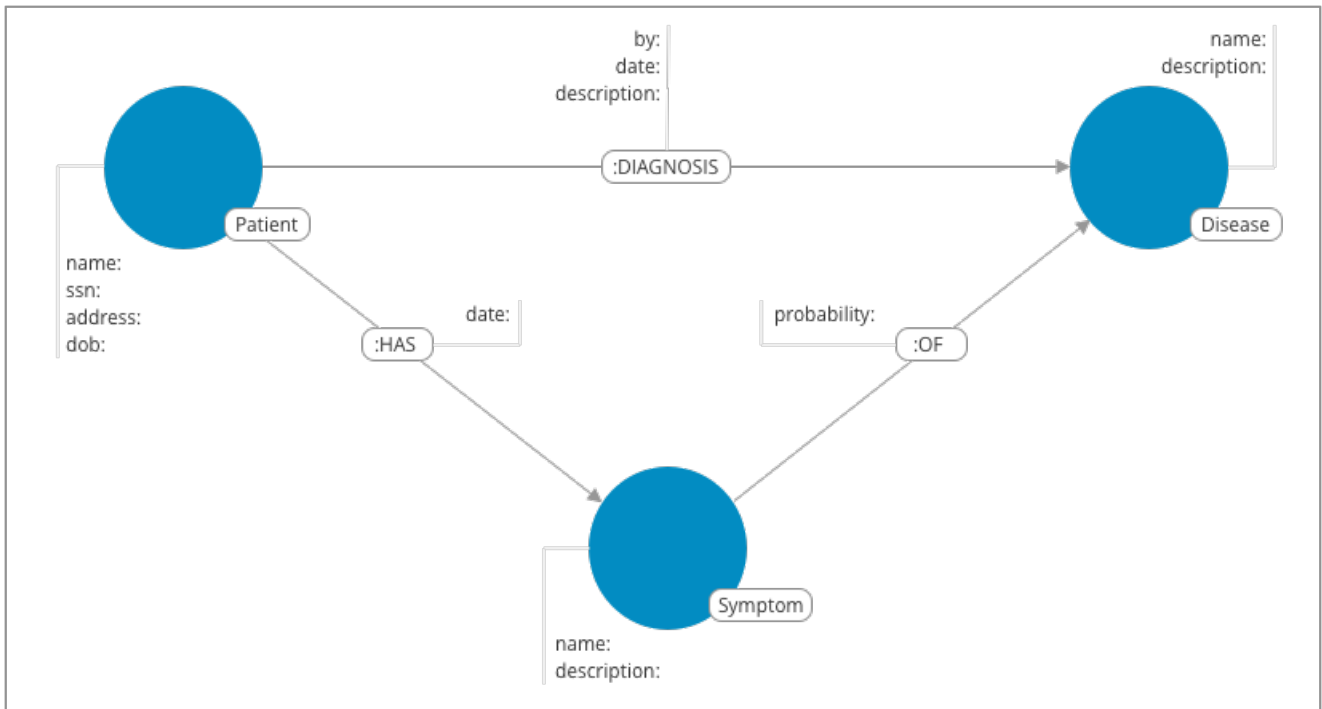 by:
date:
description:
name:
description:
:DIAGNOSIS
Patient
Disease
name:
ssn:
address:
dob:
date:
:HAS
probability:
:OF
Symptom
name:
description: